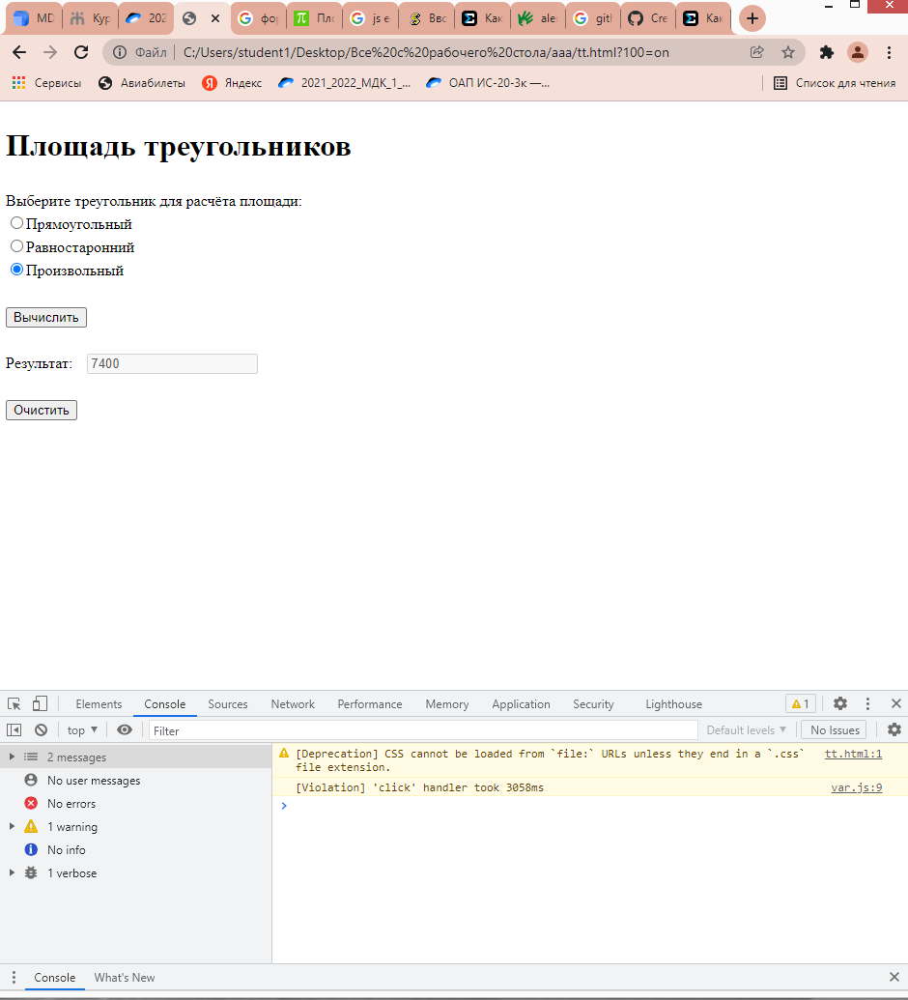 MD Кур 202 фор Пло js e Вво Как ale gitl Cre Как
Файл C:/Users/student1/Desktop/Все%20с%20рабочего%20стола/aaa/tt.html?100=on
Сервисы Авиабилеты Яндекс 2021_2022_МДК_1_... ОАП ИС-20-3к —... Список для чтения
Площадь треугольников
Выберите треугольник для расчёта площади:
Прямоугольный
Равностаронний
Произвольный
Вычислить
Результат: 7400
Очистить
Elements Console Sources Network Performance Memory Application Security Lighthouse 1
top Filter Default levels No Issues
2 messages
No user messages
No errors
1 warning
No info
1 verbose
[Deprecation] CSS cannot be loaded from `file:` URLs unless they end in a `.css` tt.html:1
file extension.
[Violation] 'click' handler took 3058ms var.js:9
Console What's New